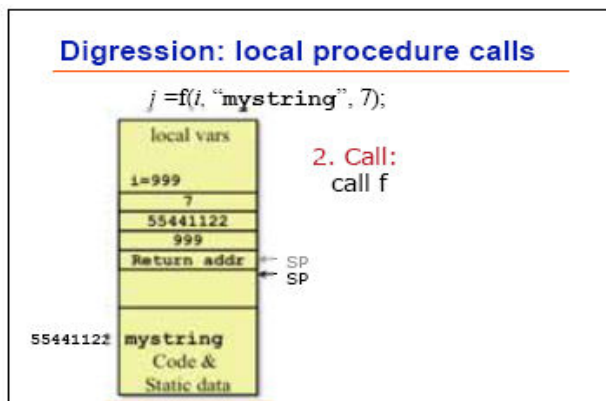 Digression: local procedure calls
j =f(i, “mystring”, 7);
local vars
i=999
7
55441122
999
Return addr
SP
SP
2. Call:
call f
55441122
mystring
Code &
Static data